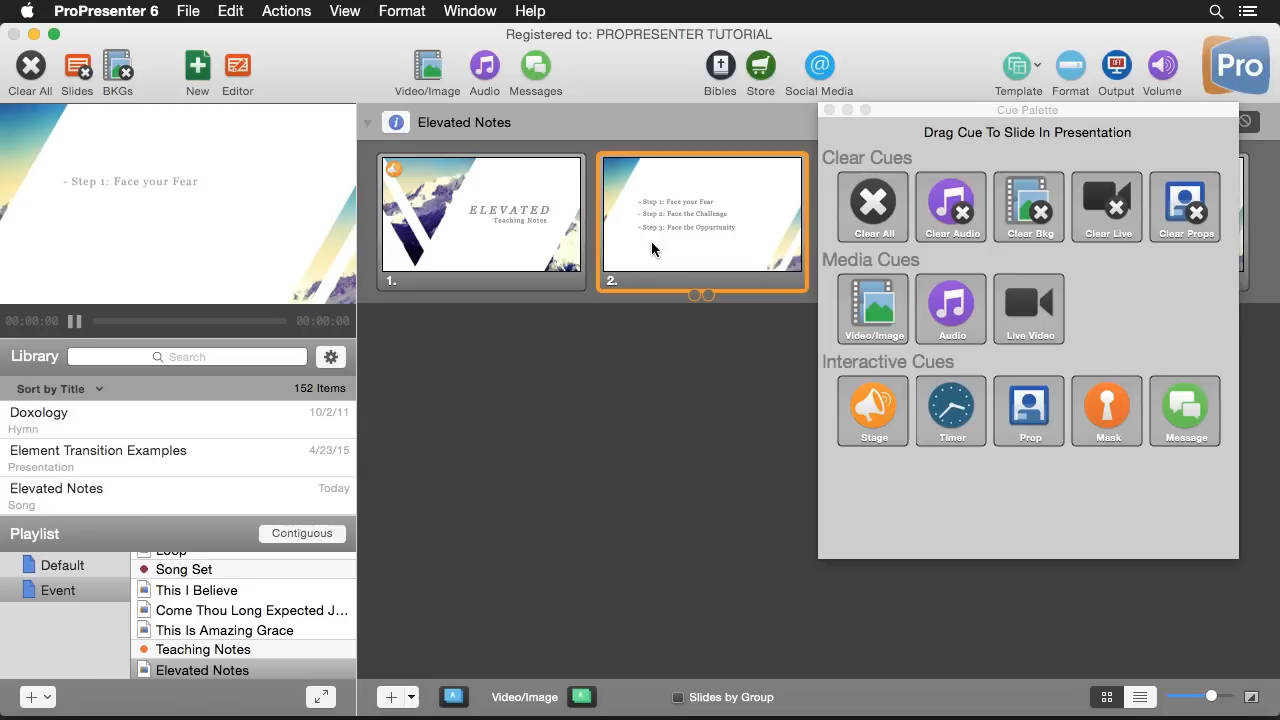 ProPresenter 6 File Edit Actions View Format Window Help
Registered to: PROPRESENTER TUTORIAL
Clear All Slides BKGs New Editor Video/Image Audio Messages Bibles Store Social Media Template Format Output Volume Pro
Elevated Notes
- Step 1: Face your Fear
ELEVATED
Teaching Notes
1.
- Step 1: Face your Fear
- Step 2: Face the Challenge
- Step 3: Face the Oppurtunity
2.
Cue Palette
Drag Cue To Slide In Presentation
Clear Cues
Clear All Clear Audio Clear Bkg Clear Live Clear Props
Media Cues
Video/Image Audio Live Video
Interactive Cues
Stage Timer Prop Mask Message
00:00:00 00:00:00
Library Search
Sort by Title 152 Items
Doxology 10/2/11
Hymn
Element Transition Examples 4/23/15
Presentation
Elevated Notes Today
Song
Playlist Contiguous
Default
Event
Loop
Song Set
This I Believe
Come Thou Long Expected J...
This Is Amazing Grace
Teaching Notes
Elevated Notes
Video/Image Slides by Group